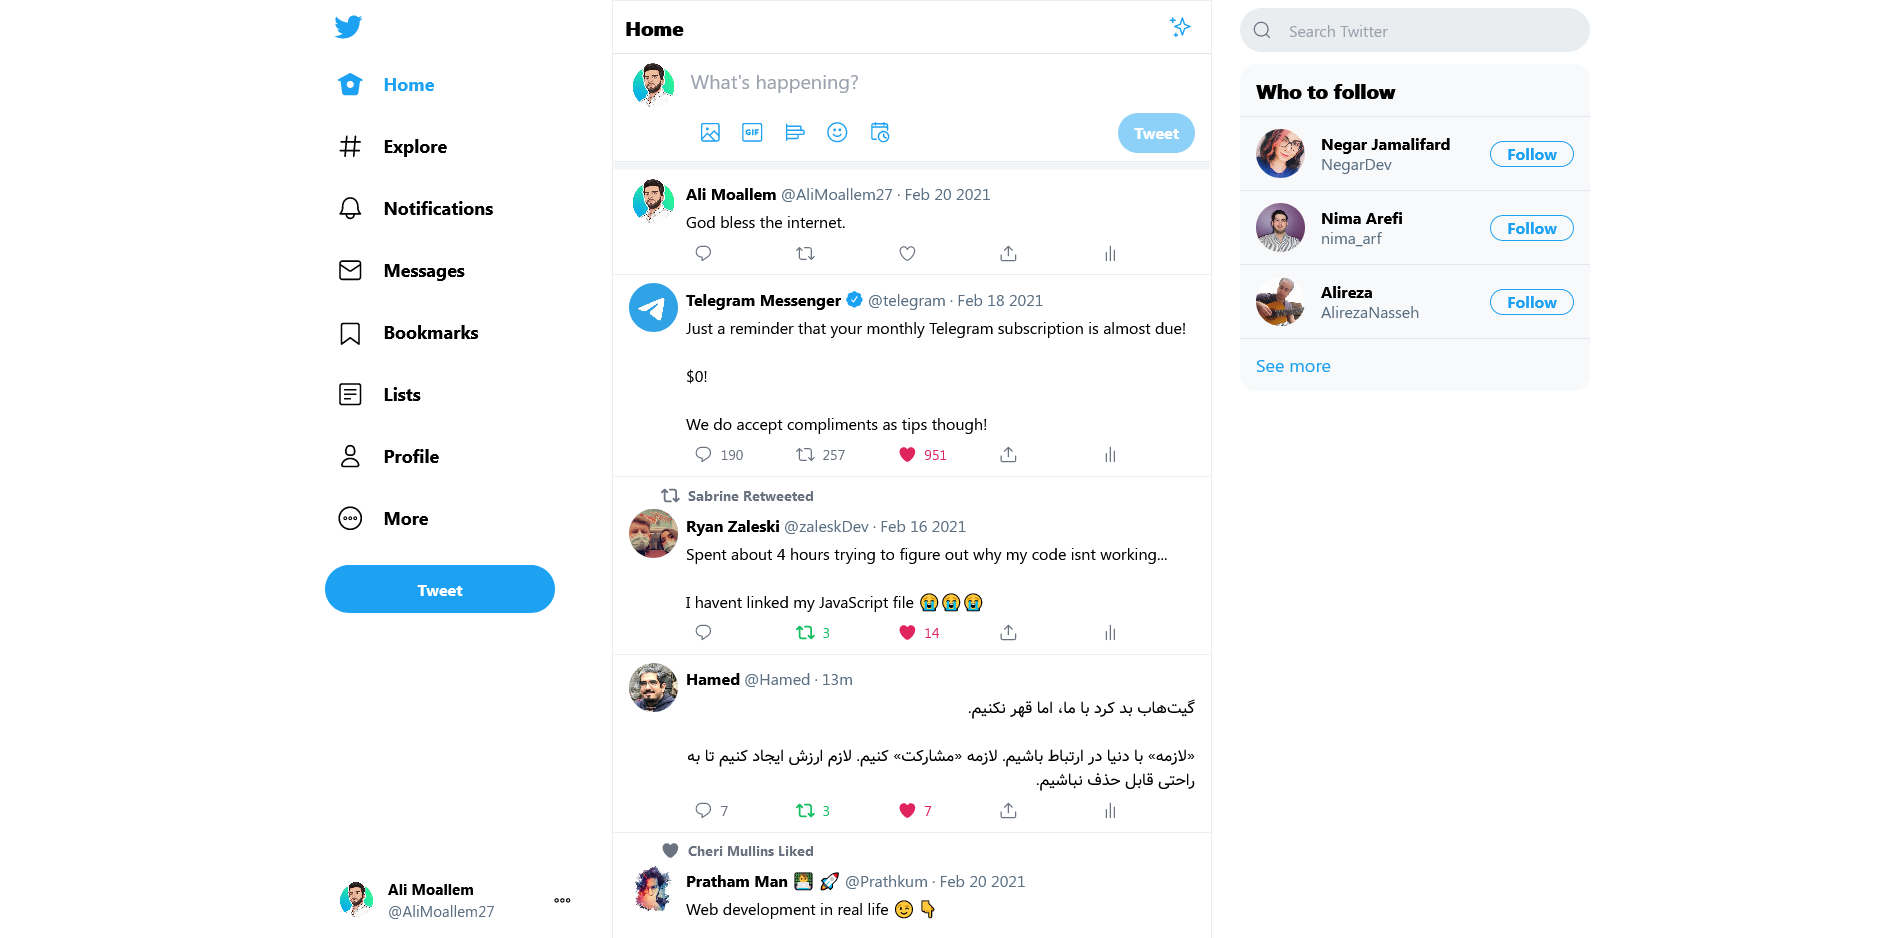 Home
Explore
Notifications
Messages
Bookmarks
Lists
Profile
More
Tweet
Ali Moallem
@AliMoallem27
Home
What's happening?
GIF
Tweet
Ali Moallem @AliMoallem27 · Feb 20 2021
God bless the internet.
Telegram Messenger @telegram · Feb 18 2021
Just a reminder that your monthly Telegram subscription is almost due!
$0!
We do accept compliments as tips though!
190 257 951
Sabrine Retweeted
Ryan Zaleski @zaleskDev · Feb 16 2021
Spent about 4 hours trying to figure out why my code isnt working...
I havent linked my JavaScript file 😭😭😭
3 14
Hamed @Hamed · 13m
گیت‌هاب بد کرد با ما، اما قهر نکنیم.
«لازمه» با دنیا در ارتباط باشیم. لازمه «مشارکت» کنیم. لازم ارزش ایجاد کنیم تا به
راحتی قابل حذف نباشیم.
7 3 7
Cheri Mullins Liked
Pratham Man 👨‍💻 🚀 @Prathkum · Feb 20 2021
Web development in real life 😉 👇
Search Twitter
Who to follow
Negar Jamalifard
NegarDev
Follow
Nima Arefi
nima_arf
Follow
Alireza
AlirezaNasseh
Follow
See more